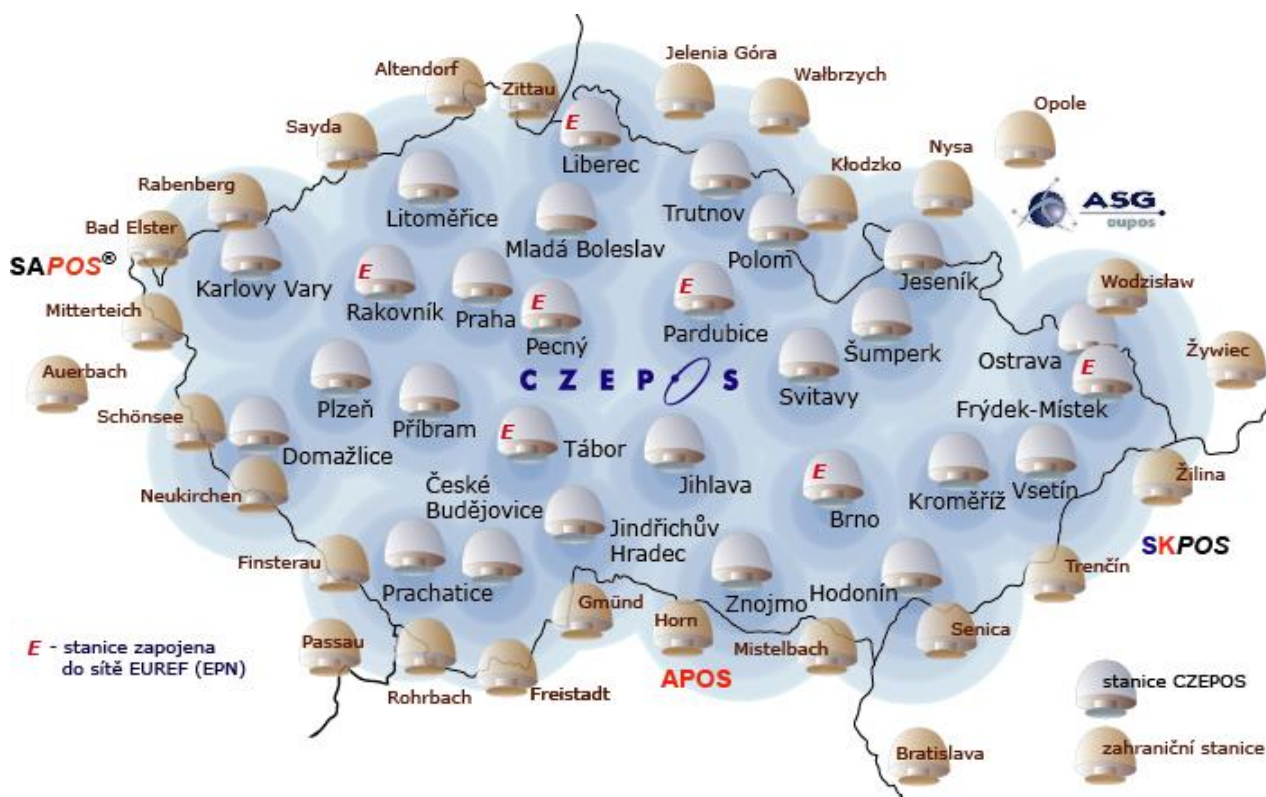 Jelenia Góra
Altendorf
Wałbrzych
Zittau
Opole
E
Sayda
Liberec
Nysa
Kłodzko
Rabenberg
Litoměřice
Trutnov
ASG
eupos
Bad Elster
Mladá Boleslav
Polom
SAPOS®
Karlovy Vary
E
Jeseník
Wodzisław
E
E
Mitterteich
Rakovník
Praha
Pecný
Pardubice
Šumperk
Ostrava
Żywiec
Auerbach
CZEPOS
E
Plzeň
Svitavy
Frýdek-Místek
Schönsee
Příbram
E
Tábor
Domažlice
Jihlava
E
Žilina
Neukirchen
České
Budějovice
Kroměříž
Vsetín
Brno
Jindřichův
Hradec
SKPOS
Finsterau
Trenčín
Prachatice
Gmünd
Znojmo
Hodonín
Horn
Senica
Passau
Mistelbach
E - stanice zapojena
do sítě EUREF (EPN)
Rohrbach
Freistadt
APOS
stanice CZEPOS
Bratislava
zahraniční stanice